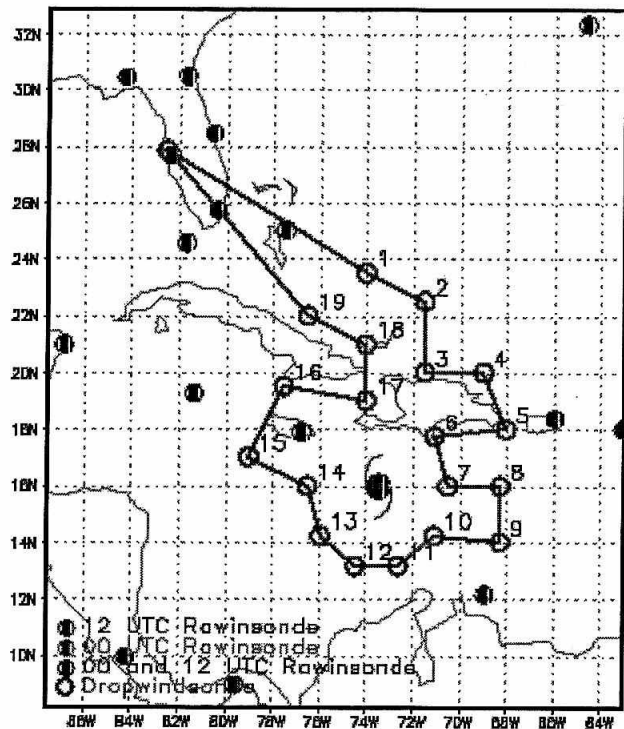 32N
30N
28N
26N
24N
22N
20N
18N
16N
14N
12N
10N
1
2
19
18
3
4
16
17
5
6
15
14
7
8
13
10
9
12
11
12 UTC Rawinsonde
00 UTC Rawinsonde
00 and 12 UTC Rawinsonde
Dropwindsonde
86W 84W 82W 80W 78W 76W 74W 72W 70W 68W 66W 64W